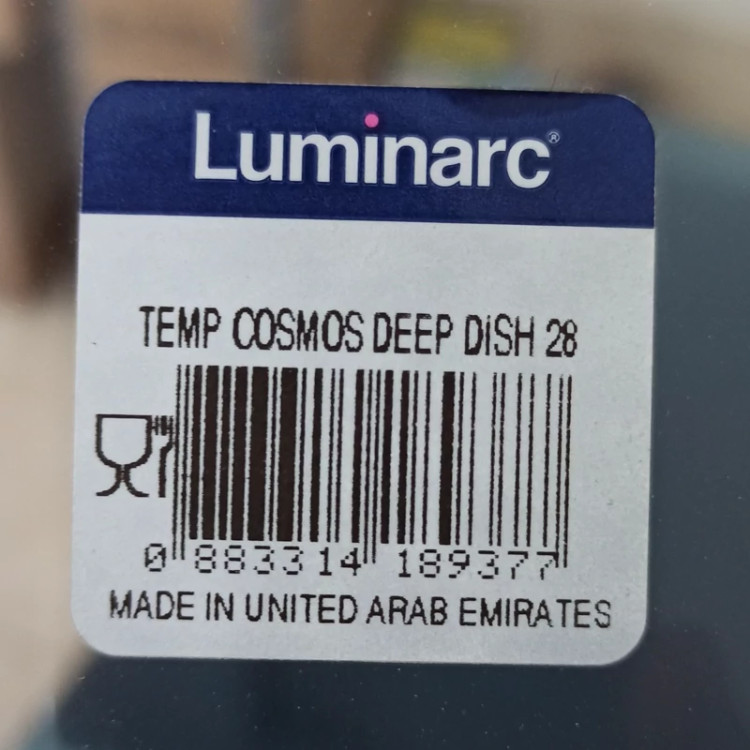 Luminarc®
TEMP COSMOS DEEP DISH 28
0 883314 189377
MADE IN UNITED ARAB EMIRATES